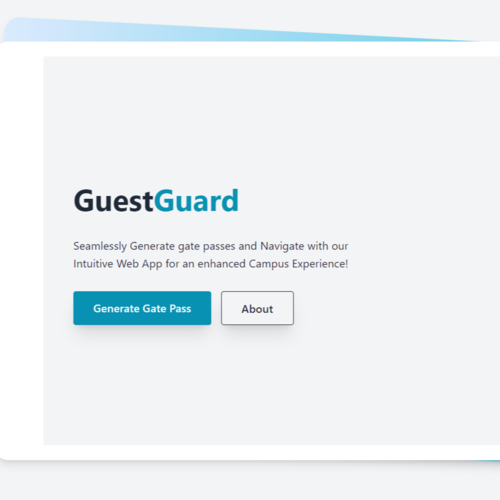 GuestGuard
Seamlessly Generate gate passes and Navigate with our
Intuitive Web App for an enhanced Campus Experience!
Generate Gate Pass
About